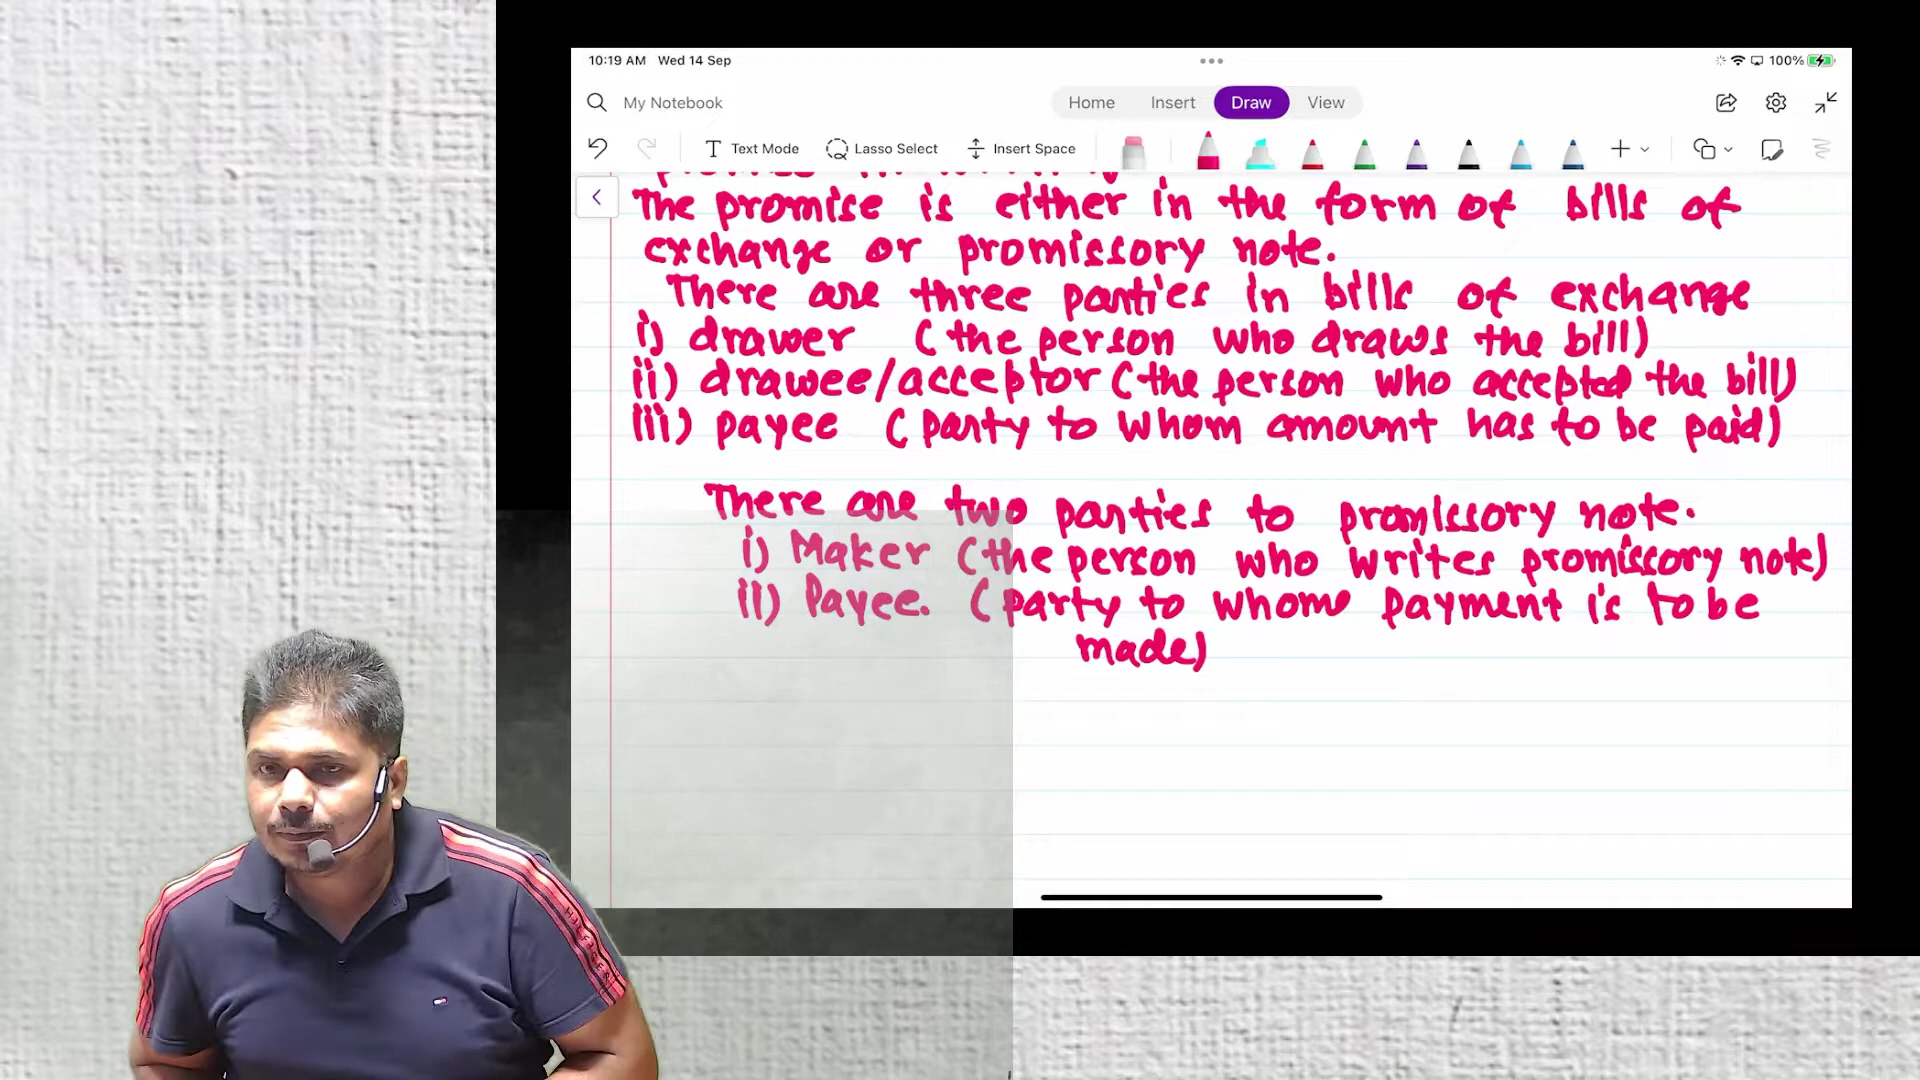 10:19 AM Wed 14 Sep
100%
My Notebook
Home Insert Draw View
Text Mode Lasso Select Insert Space
The promise is either in the form of bills of
exchange or promissory note.
There are three parties in bills of exchange
i) drawer (the person who draws the bill)
ii) drawee/acceptor (the person who accepted the bill)
iii) payee (party to whom amount has to be paid)
There are two parties to promissory note.
i) Maker (the person who writes promissory note)
ii) Payee. (party to whom payment is to be
made)